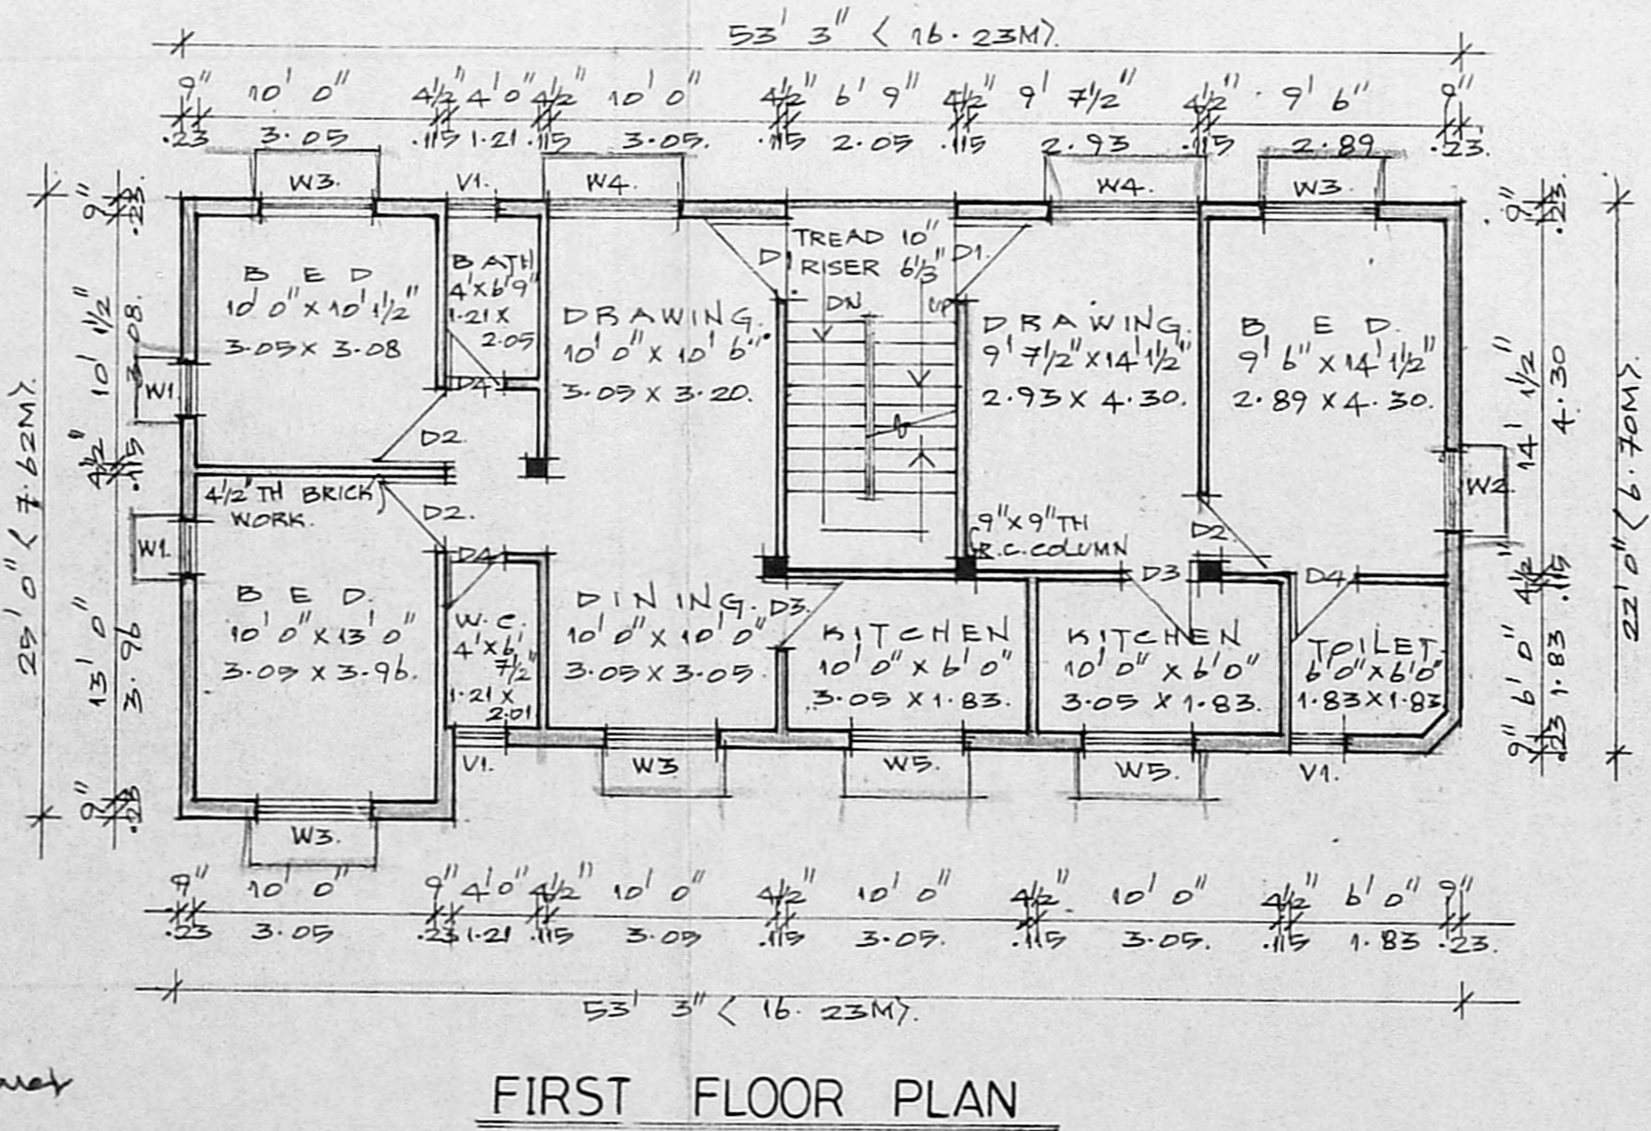 53' 3" < 16.23M>.
9" 10' 0" 4½" 4' 0" 4½" 10' 0" 4½" 6' 9" 4½" 9' 7½" 4½" 9' 6" 9"
.23 3.05 .115 1.21 .115 3.05. .115 2.05 .115 2.93 .115 2.89 .23.
W3. V1. W4. W4. W3.
25' 0" < 7.62M>.
9" 10' 1½" 4½" 13' 0" 9"
.23. 3.08. .115 3.96 .23
BED
10' 0" x 10' 1½"
3.05 x 3.08
BATH
4' x 6' 9"
1.21 x
2.05
DRAWING.
10' 0" x 10' 6"
3.05 x 3.20.
D1
TREAD 10"
RISER 6⅓"
D1.
DN
UP
DRAWING.
9' 7½" x 14' 1½"
2.93 x 4.30.
BED.
9' 6" x 14' 1½"
2.89 x 4.30.
W1
D4
D2.
4½" TH BRICK
WORK.
D2.
W1
D4
9" x 9" TH
R.C. COLUMN
D2.
W2.
D3
D4
BED.
10' 0" x 13' 0"
3.05 x 3.96.
W.C.
4' x 6'
7½"
1.21 x
2.01
DINING.
10' 0" x 10' 0"
3.05 x 3.05
D3.
KITCHEN
10' 0" x 6' 0"
3.05 x 1.83.
KITCHEN
10' 0" x 6' 0"
3.05 x 1.83.
TOILET
6' 0" x 6' 0"
1.83 x 1.83
9" 14' 1½" 4½" 6' 0" 9"
.23. 4.30 .115 1.83 .23
22' 0" < 6.70M>.
V1. W3 W5. W5. V1.
W3.
9" 10' 0" 9" 4' 0" 4½" 10' 0" 4½" 10' 0" 4½" 10' 0" 4½" 6' 0" 9"
.23 3.05 .23 1.21 .115 3.05 .115 3.05. .115 3.05. .115 1.83 .23.
53' 3" < 16.23M>.
FIRST FLOOR PLAN